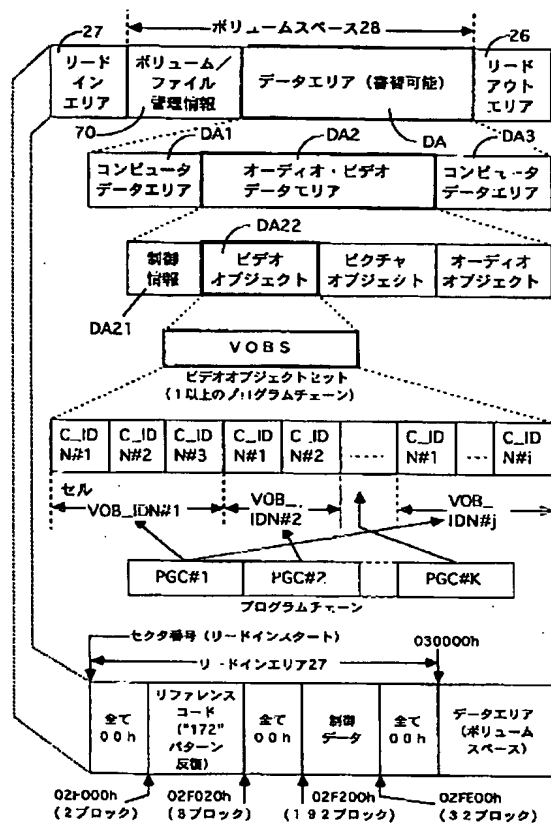 27
ボリュームスペース28
26
リード
イン
エリア
ボリューム/
ファイル
管理情報
データエリア (書替可能)
リード
アウト
エリア
70
DA1
DA2
DA
DA3
コンピュータ
データエリア
オーディオ・ビデオ
データエリア
コンピュータ
データエリア
DA22
制御
情報
ビデオ
オブジェクト
ピクチャ
オブジェクト
オーディオ
オブジェクト
DA21
VOBS
ビデオオブジェクトセット
(1以上のプログラムチェーン)
C_ID
N#1
C_ID
N#2
C_ID
N#3
C_ID
N#1
C_ID
N#2
......
C_ID
N#1
....
C_ID
N#i
セル
VOB_IDN#1
VOB_
IDN#2
VOB_
IDN#j
PGC#1
PGC#2
PGC#K
プログラムチェーン
セクタ番号 (リードインスタート)
030000h
リードインエリア27
全て
00h
リファレンス
コード
("172"
パターン
反復)
全て
00h
制御
データ
全て
00h
データエリア
(ボリューム
スペース)
02F000h
(2ブロック)
02F020h
(8ブロック)
02F200h
(192ブロック)
02FE00h
(32ブロック)